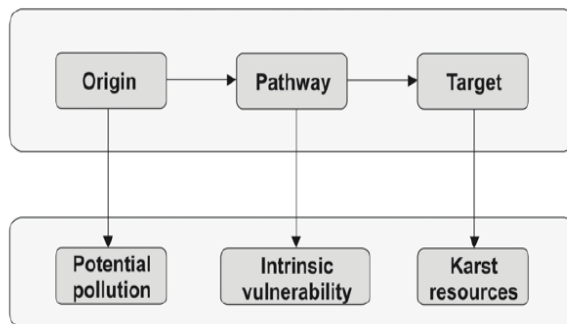 Origin
Pathway
Target
Potential
pollution
Intrinsic
vulnerability
Karst
resources